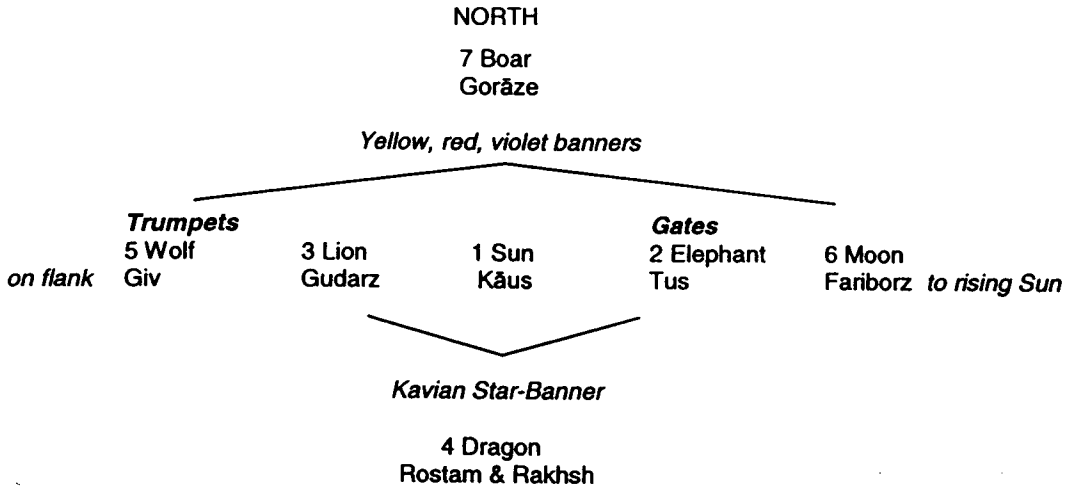 NORTH
7 Boar
Gorāze
Yellow, red, violet banners
Trumpets
5 Wolf
on flank Giv
3 Lion
Gudarz
1 Sun
Kāus
Gates
2 Elephant
Tus
6 Moon
Fariborz to rising Sun
Kavian Star-Banner
4 Dragon
Rostam & Rakhsh